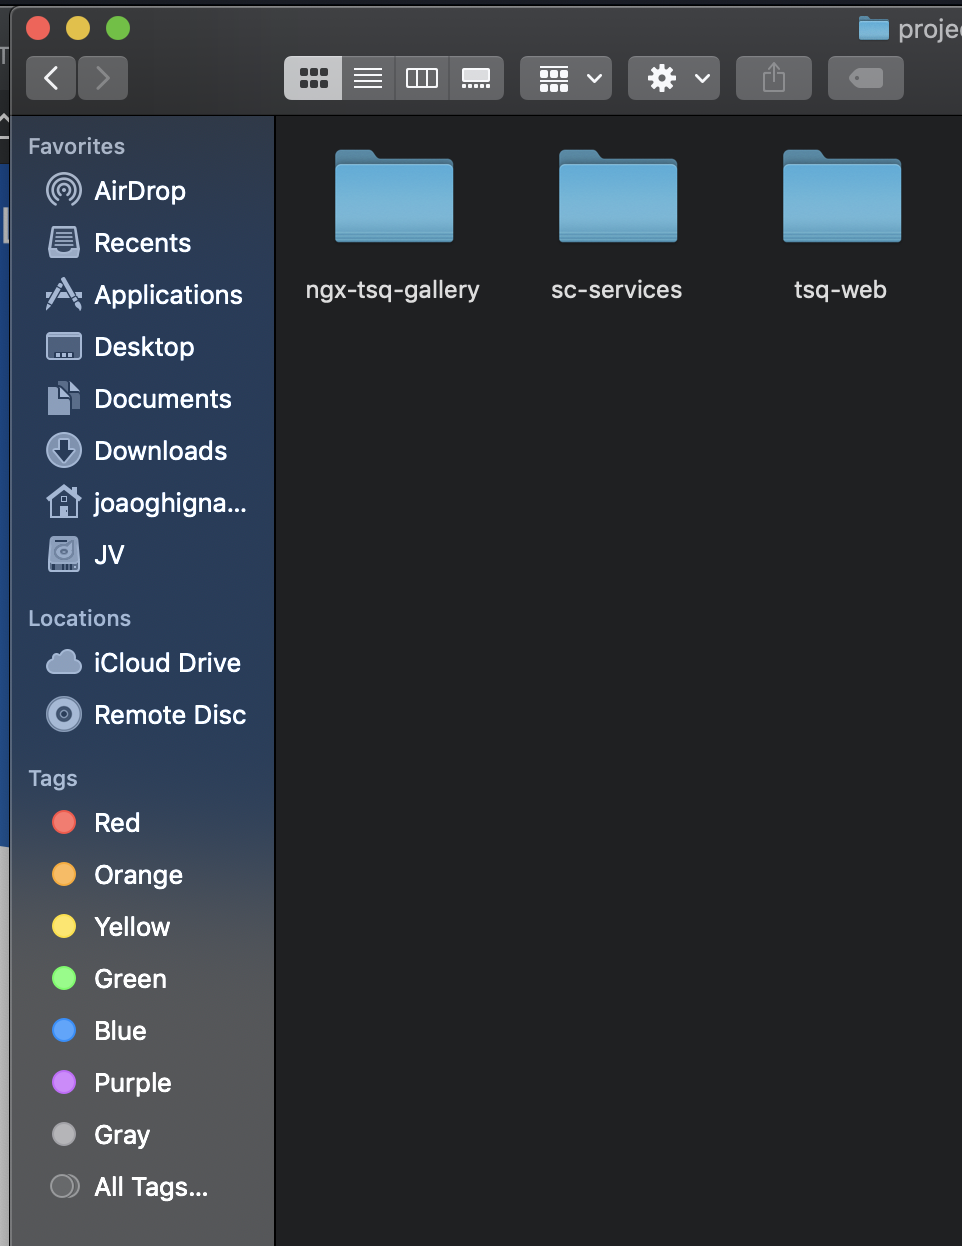 Favorites
AirDrop
Recents
Applications
Desktop
Documents
Downloads
joaoghigna...
JV
Locations
iCloud Drive
Remote Disc
Tags
Red
Orange
Yellow
Green
Blue
Purple
Gray
All Tags...
ngx-tsq-gallery
sc-services
tsq-web